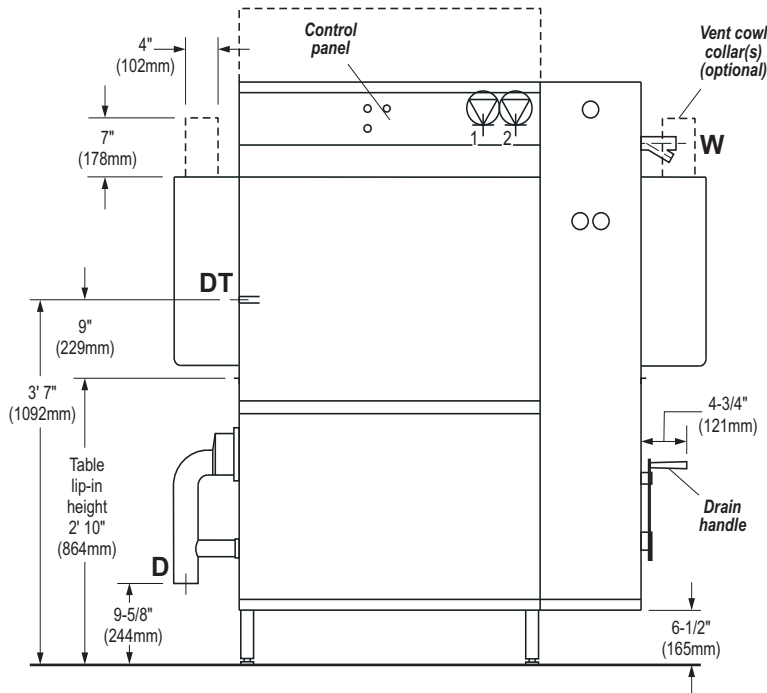 4"
(102mm)
Control
panel
Vent cowl
collar(s)
(optional)
7"
(178mm)
1
2
W
DT
9"
(229mm)
3' 7"
(1092mm)
4-3/4"
(121mm)
Table
lip-in
height
2' 10"
(864mm)
Drain
handle
D
9-5/8"
(244mm)
6-1/2"
(165mm)